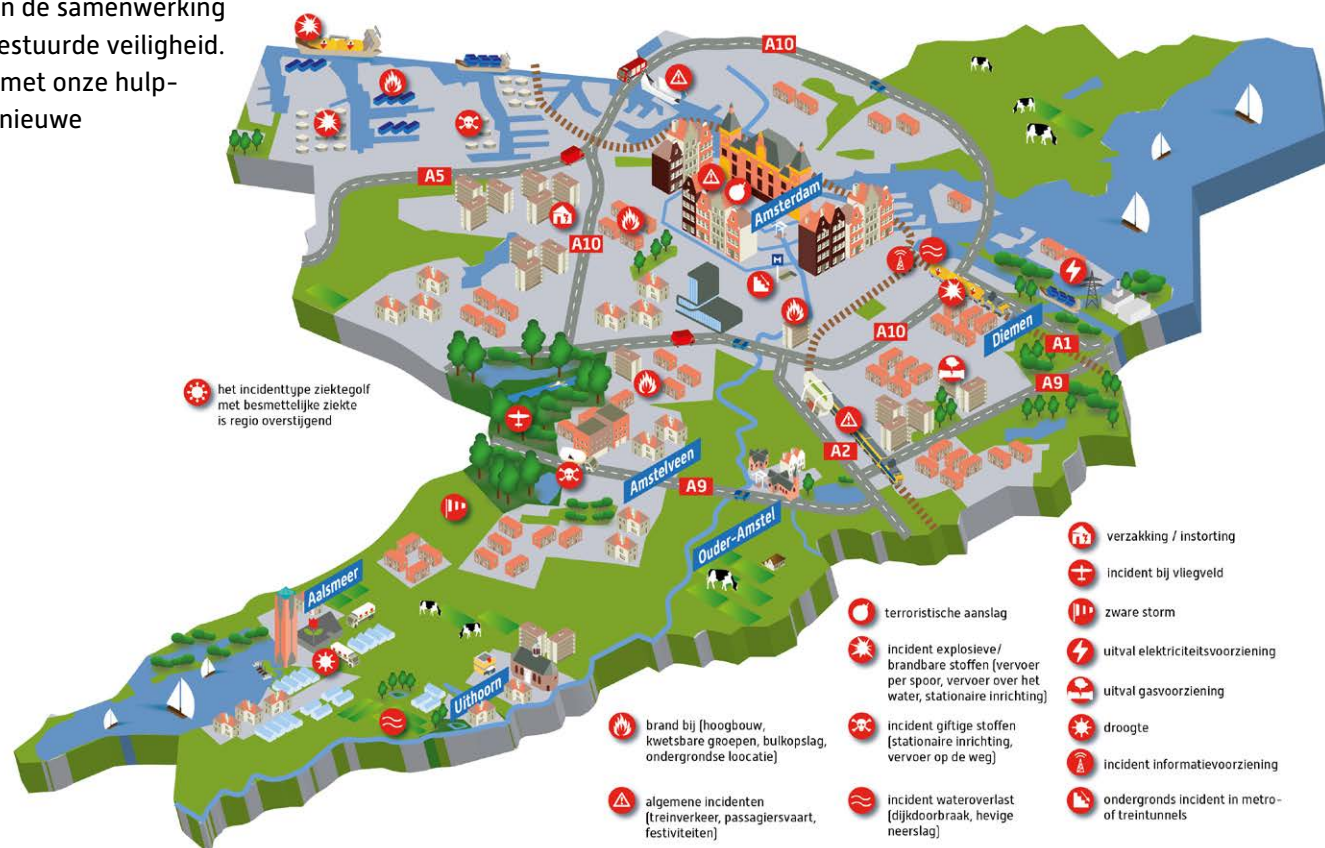 n de samenwerking
estuurde veiligheid.
met onze hulp-
nieuwe
A10
A5
Amsterdam
A10
M
A10
Diemen
A1
A9
het incidenttype ziektegolf
met besmettelijke ziekte
is regio overstijgend
A2
Amstelveen
A9
Ouder-Amstel
Aalsmeer
Uithoorn
brand bij (hoogbouw,
kwetsbare groepen, bulkopslag,
ondergrondse loocatie)
algemene incidenten
(treinverkeer, passagiersvaart,
festiviteiten)
terroristische aanslag
incident explosieve/
brandbare stoffen (vervoer
per spoor, vervoer over het
water, stationaire inrichting)
incident giftige stoffen
(stationaire inrichting,
vervoer op de weg)
incident wateroverlast
(dijkdoorbraak, hevige
neerslag)
verzakking / instorting
incident bij vliegveld
zware storm
uitval elektriciteitsvoorziening
uitval gasvoorziening
droogte
incident informatievoorziening
ondergronds incident in metro-
of treintunnels